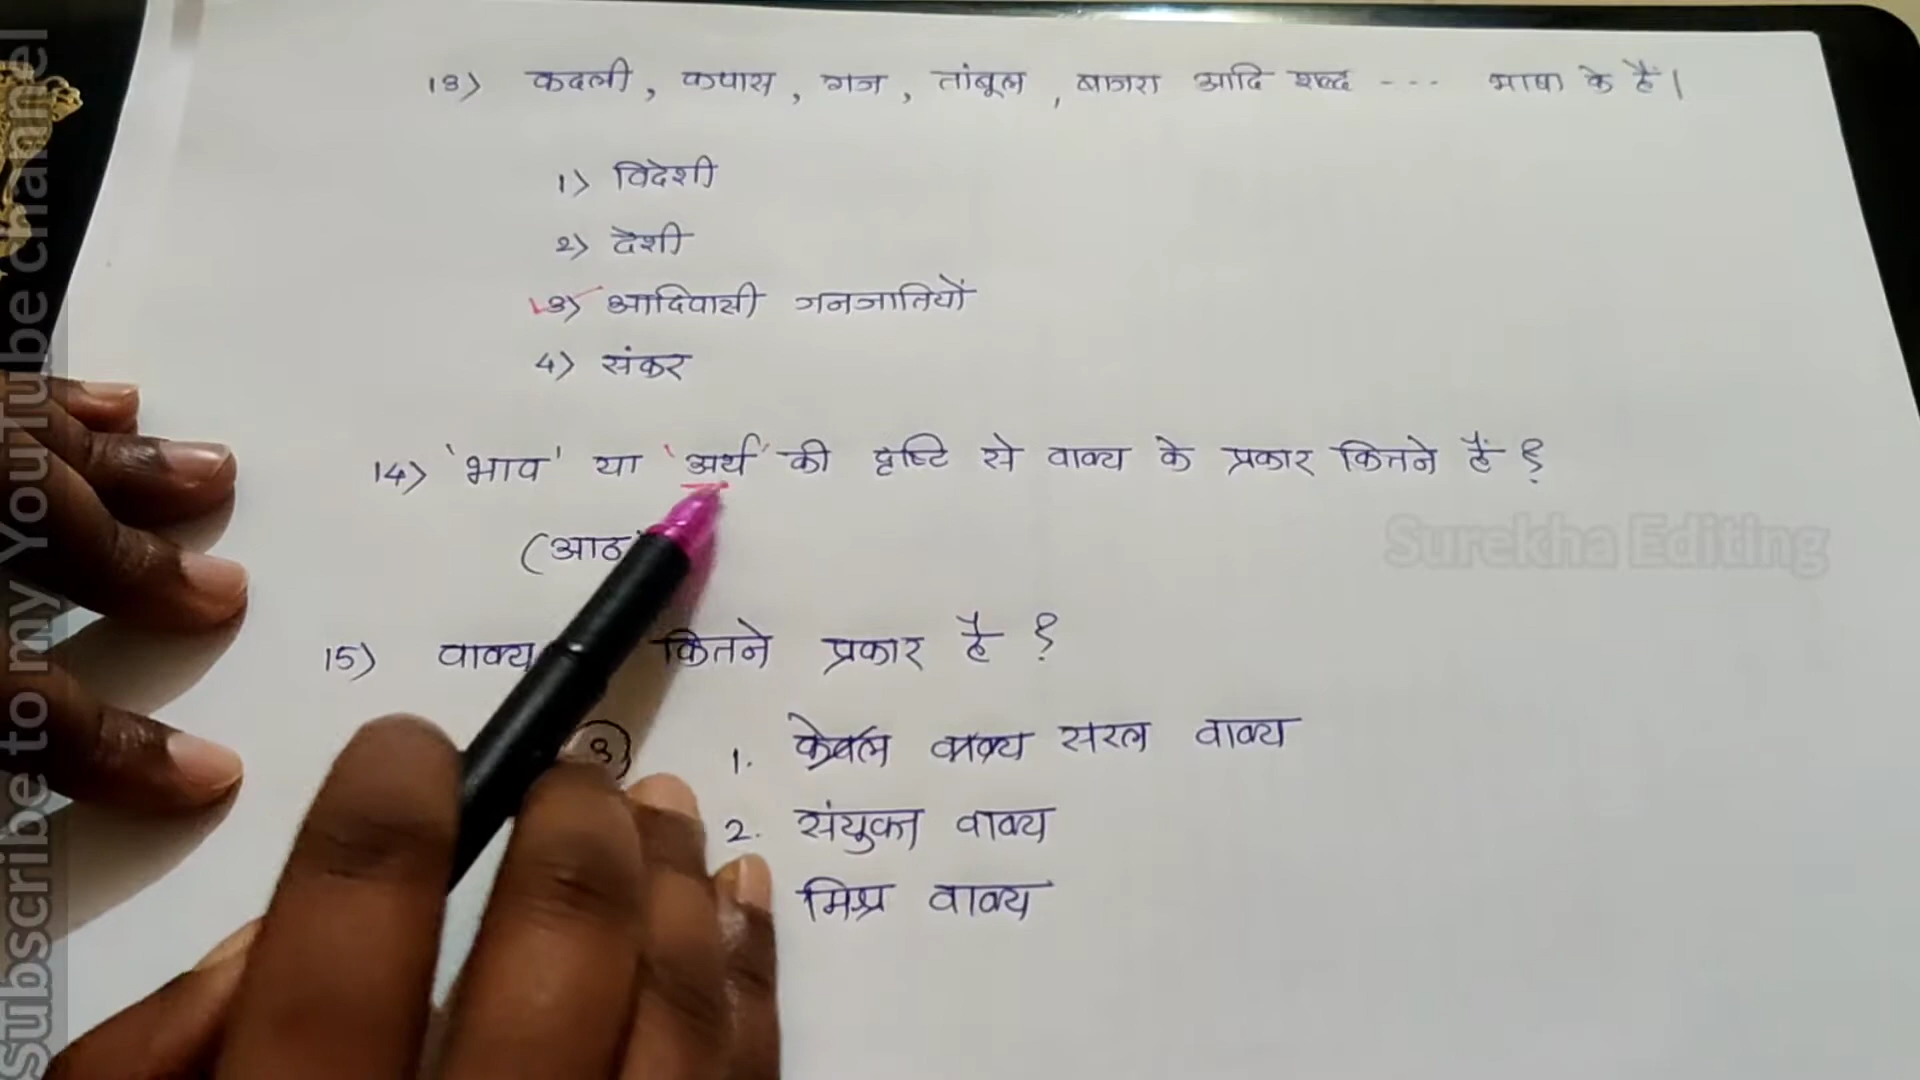 13) कदली, कपास, गज, तांबूल, बाजरा आदि शब्द --- भाषा के हैं।
1) विदेशी
2) देशी
3) आदिवासी गनजातियों
4) संकर
14) 'भाव' या 'अर्थ' की दृष्टि से वाक्य के प्रकार कितने हैं ?
(आठ
15) वाक्य कितने प्रकार है ?
3 1. केवल वाक्य सरल वाक्य
2. संयुक्त वाक्य
मिश्र वाक्य
Surekha Editing
Subscribe to my YouTube channel